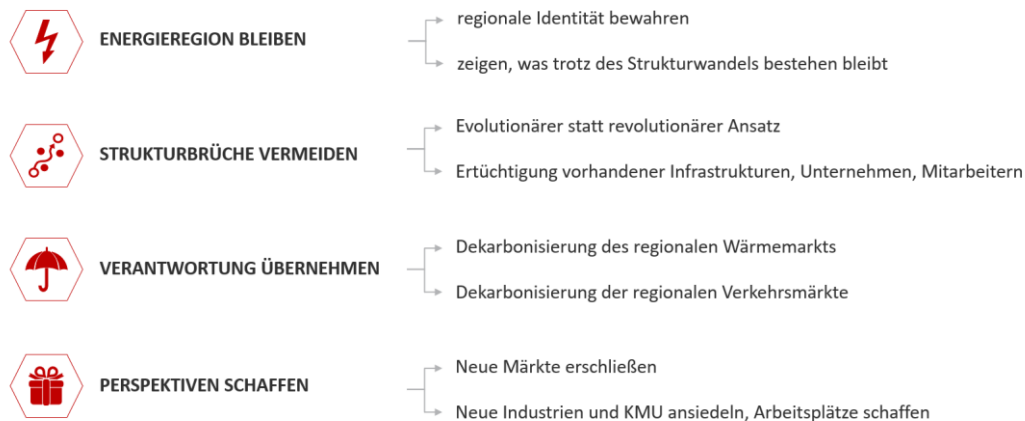 ENERGIEREGION BLEIBEN
regionale Identität bewahren
zeigen, was trotz des Strukturwandels bestehen bleibt
STRUKTURBRÜCHE VERMEIDEN
Evolutionärer statt revolutionärer Ansatz
Ertüchtigung vorhandener Infrastrukturen, Unternehmen, Mitarbeitern
VERANTWORTUNG ÜBERNEHMEN
Dekarbonisierung des regionalen Wärmemarkts
Dekarbonisierung der regionalen Verkehrsmärkte
PERSPEKTIVEN SCHAFFEN
Neue Märkte erschließen
Neue Industrien und KMU ansiedeln, Arbeitsplätze schaffen